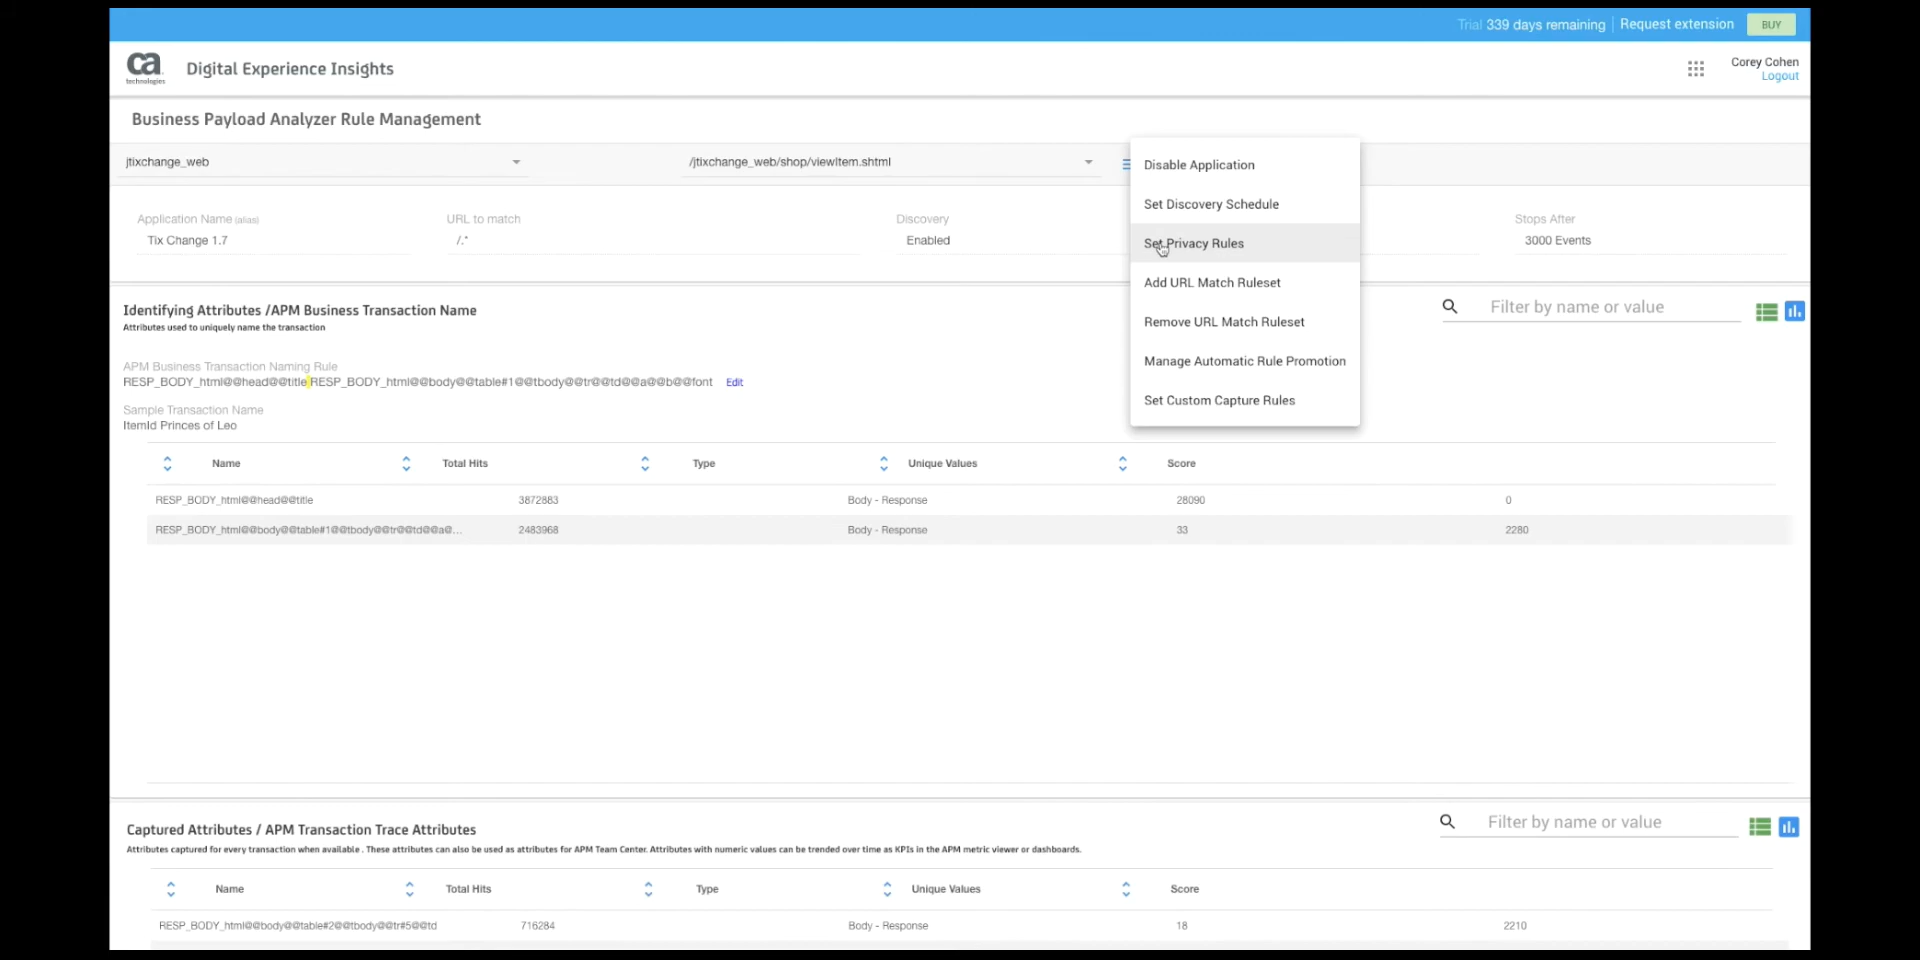 Trial 339 days remaining Request extension BUY
ca technologies Digital Experience Insights Corey Cohen
Logout
Business Payload Analyzer Rule Management
jtixchange_web /jtixchange_web/shop/viewItem.shtml
Disable Application
Set Discovery Schedule
Set Privacy Rules
Add URL Match Ruleset
Remove URL Match Ruleset
Manage Automatic Rule Promotion
Set Custom Capture Rules
Application Name (alias) URL to match Discovery Stops After
Tix Change 1.7 /.* Enabled 3000 Events
Identifying Attributes /APM Business Transaction Name Filter by name or value
Attributes used to uniquely name the transaction
APM Business Transaction Naming Rule
RESP_BODY_html@@head@@title RESP_BODY_html@@body@@table#1@@tbody@@tr@@td@@a@@b@@font Edit
Sample Transaction Name
ItemId Princes of Leo
Name Total Hits Type Unique Values Score
RESP_BODY_html@@head@@title 3872883 Body - Response 28090 0
RESP_BODY_html@@body@@table#1@@tbody@@tr@@td@@a@... 2483968 Body - Response 33 2280
Captured Attributes / APM Transaction Trace Attributes Filter by name or value
Attributes captured for every transaction when available . These attributes can also be used as attributes for APM Team Center. Attributes with numeric values can be trended over time as KPIs in the APM metric viewer or dashboards.
Name Total Hits Type Unique Values Score
RESP_BODY_html@@body@@table#2@@tbody@@tr#5@@td 716284 Body - Response 18 2210